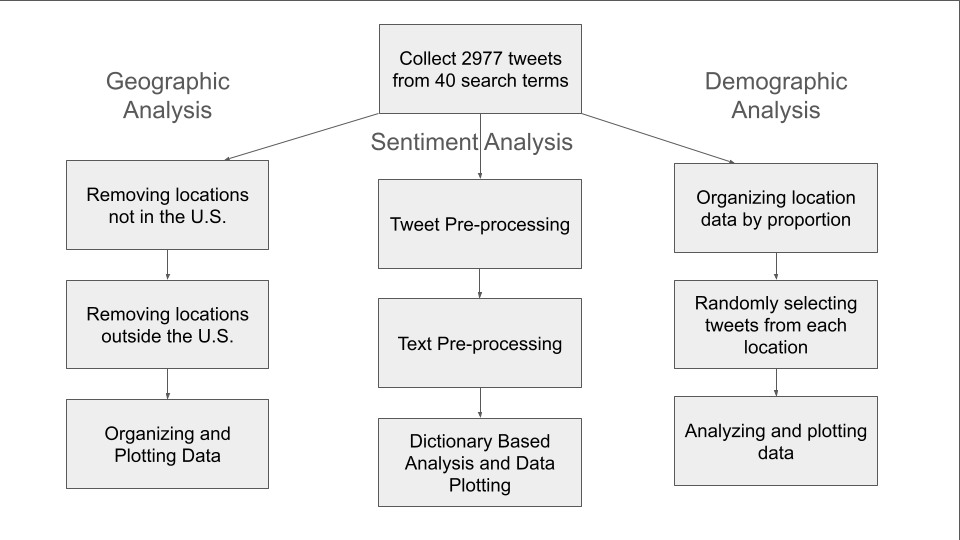 Collect 2977 tweets
from 40 search terms
Geographic
Analysis
Removing locations
not in the U.S.
Removing locations
outside the U.S.
Organizing and
Plotting Data
Sentiment Analysis
Tweet Pre-processing
Text Pre-processing
Dictionary Based
Analysis and Data
Plotting
Demographic
Analysis
Organizing location
data by proportion
Randomly selecting
tweets from each
location
Analyzing and plotting
data